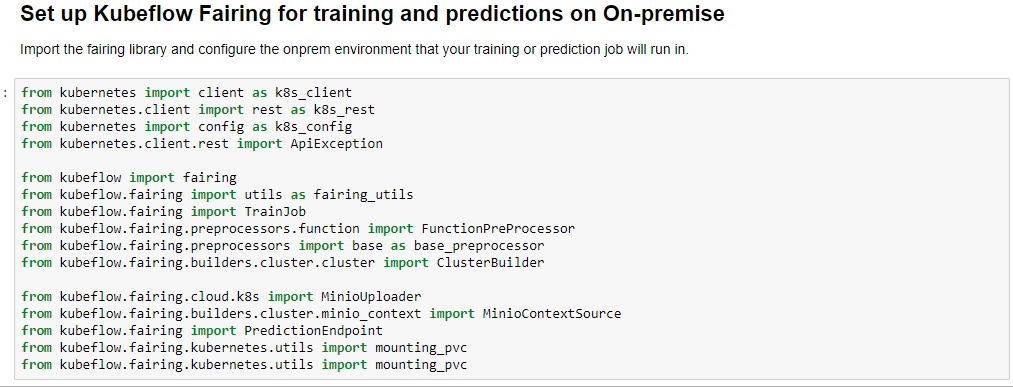 Set up Kubeflow Fairing for training and predictions on On-premise
Import the fairing library and configure the onprem environment that your training or prediction job will run in.
:
from kubernetes import client as k8s_client
from kubernetes.client import rest as k8s_rest
from kubernetes import config as k8s_config
from kubernetes.client.rest import ApiException
from kubeflow import fairing
from kubeflow.fairing import utils as fairing_utils
from kubeflow.fairing import TrainJob
from kubeflow.fairing.preprocessors.function import FunctionPreProcessor
from kubeflow.fairing.preprocessors import base as base_preprocessor
from kubeflow.fairing.builders.cluster.cluster import ClusterBuilder
from kubeflow.fairing.cloud.k8s import MinioUploader
from kubeflow.fairing.builders.cluster.minio_context import MinioContextSource
from kubeflow.fairing import PredictionEndpoint
from kubeflow.fairing.kubernetes.utils import mounting_pvc
from kubeflow.fairing.kubernetes.utils import mounting_pvc